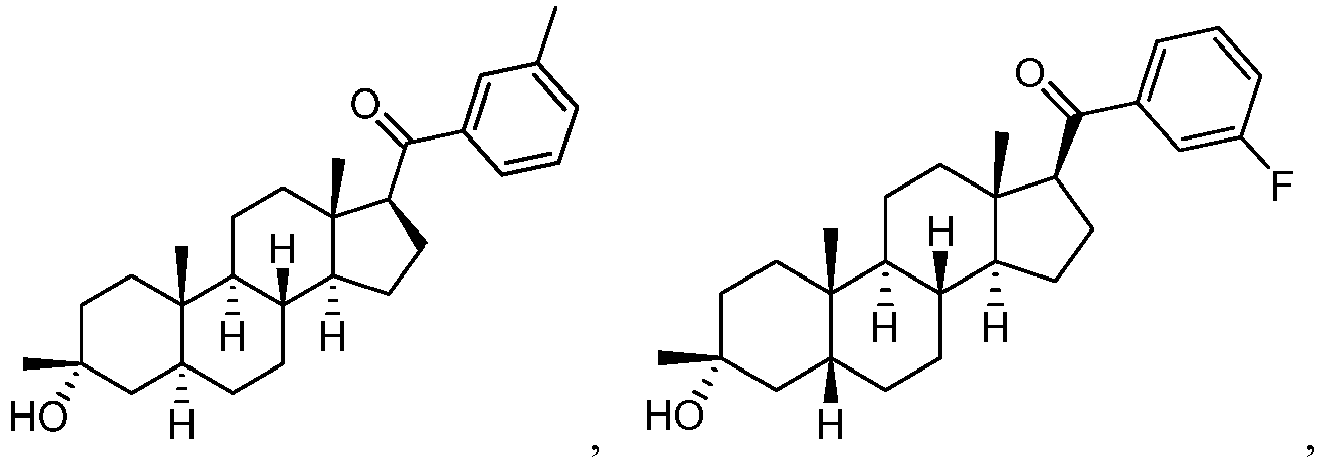 O O
H H F
H H H H
HO H , HO H ,